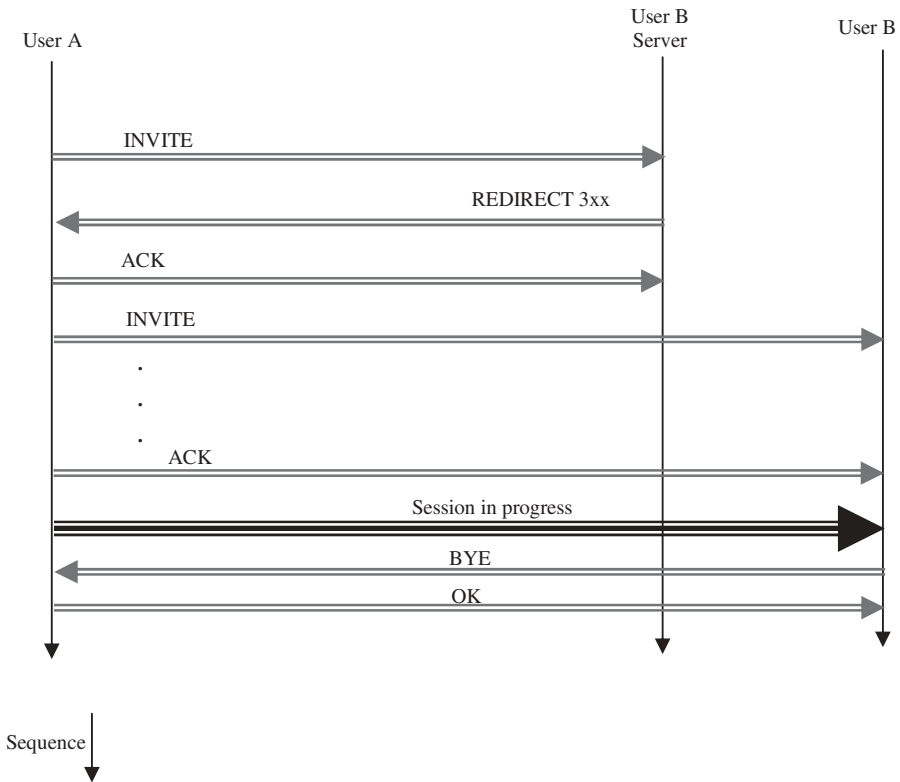 User A
User B
Server
User B
INVITE
REDIRECT 3xx
ACK
INVITE
.
.
.
ACK
Session in progress
BYE
OK
Sequence